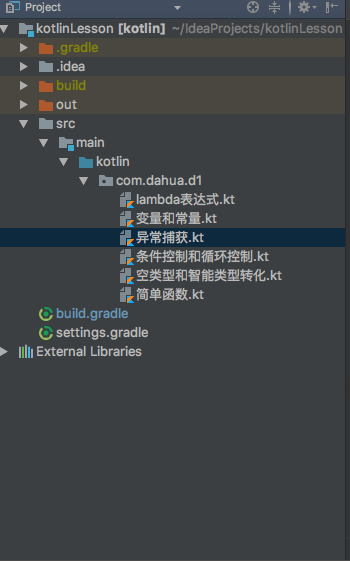 Project
kotlinLesson [kotlin] ~/IdeaProjects/kotlinLesson
.gradle
.idea
build
out
src
main
kotlin
com.dahua.d1
lambda表达式.kt
变量和常量.kt
异常捕获.kt
条件控制和循环控制.kt
空类型和智能类型转化.kt
简单函数.kt
build.gradle
settings.gradle
External Libraries